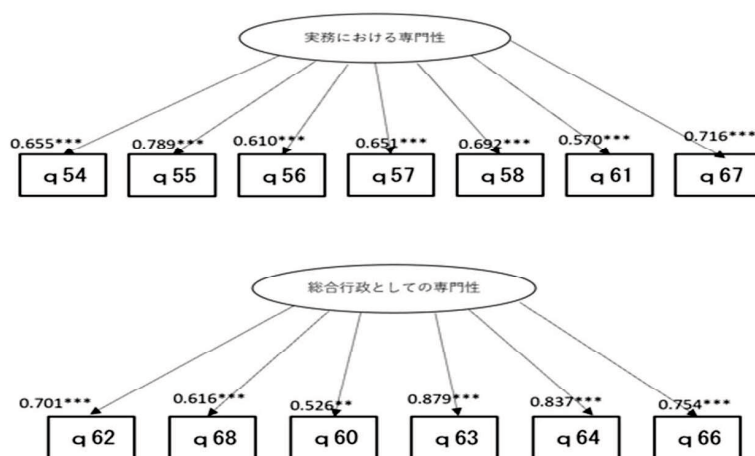 実務における専門性
0.655*** 0.789*** 0.610*** 0.651*** 0.692*** 0.570*** 0.716***
q 54 q 55 q 56 q 57 q 58 q 61 q 67
総合行政としての専門性
0.701*** 0.616*** 0.526** 0.879*** 0.837*** 0.754***
q 62 q 68 q 60 q 63 q 64 q 66